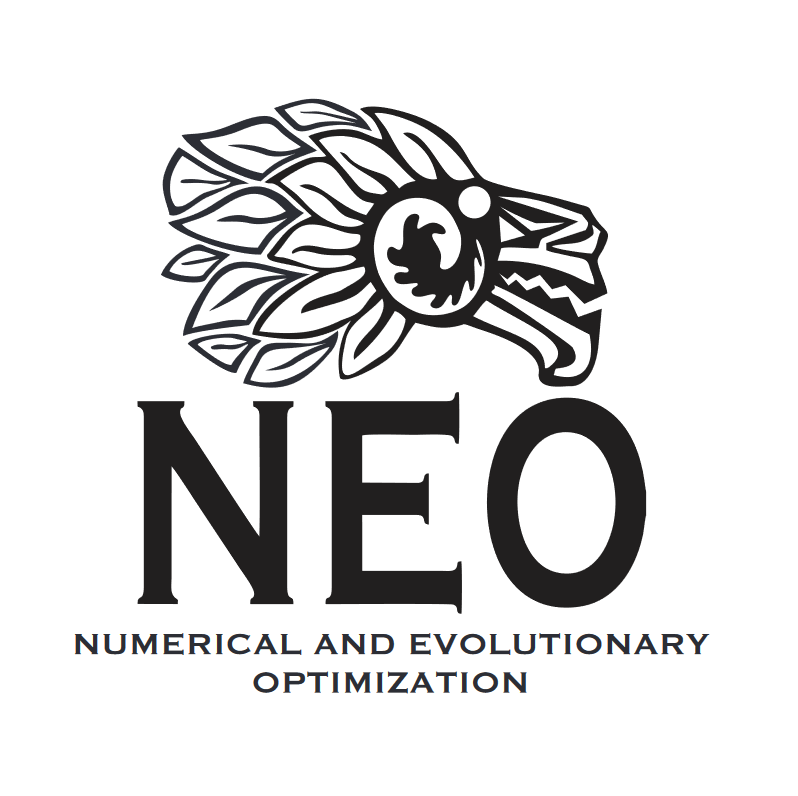 NEO
NUMERICAL AND EVOLUTIONARY
OPTIMIZATION